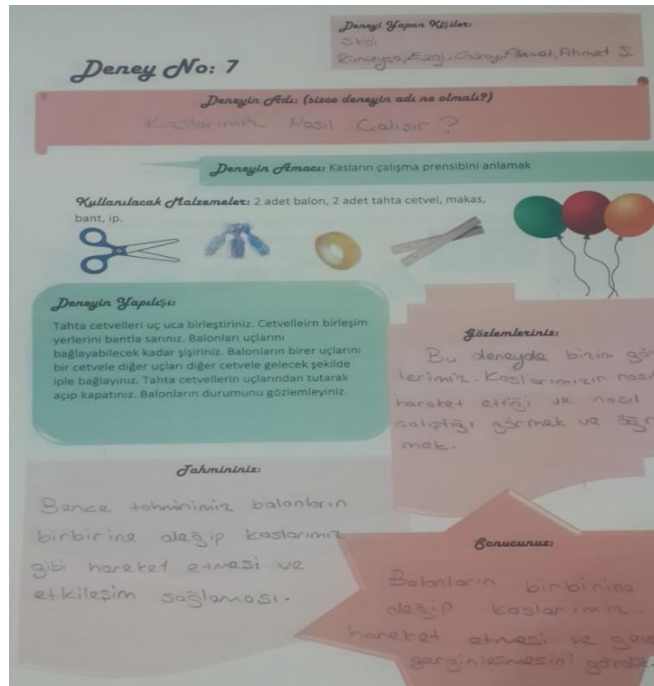 Deneyi Yapan Kişiler:
Rümeysa, Ezgi, Güray, Murat, Ahmet S.
Deney No: 7
Deneyin Adı: (sizce deneyin adı ne olmalı?)
Kaslarımız Nasıl Çalışır?
Deneyin Amacı: Kasların çalışma prensibini anlamak
Kullanılacak Malzemeler: 2 adet balon, 2 adet tahta cetvel, makas,
bant, ip.
Deneyin Yapılışı:
Tahta cetvelleri uç uca birleştiriniz. Cetvelleirn birleşim
yerlerini bantla sarınız. Balonları uçlarını
bağlayabilecek kadar şişiriniz. Balonların birer uçlarını
bir cetvele diğer uçları diğer cetvele gelecek şekilde
iple bağlayınız. Tahta cetvellerin uçlarından tutarak
açıp kapatınız. Balonların durumunu gözlemleyiniz.
Gözlemleriniz:
Bu deneyde bizim göz
lerimiz. Kaslarımızın nasıl
hareket ettiği ve nasıl
çalıştığı görmek ve öğr
mek.
Tahmininiz:
Bence tahminimiz balonların
birbirine değip kaslarımız
gibi hareket etmesi ve
etkileşim sağlaması.
Sonucunuz:
Balonların birbirine
değip kaslarımız
hareket etmesi ve
gerginleşmesini